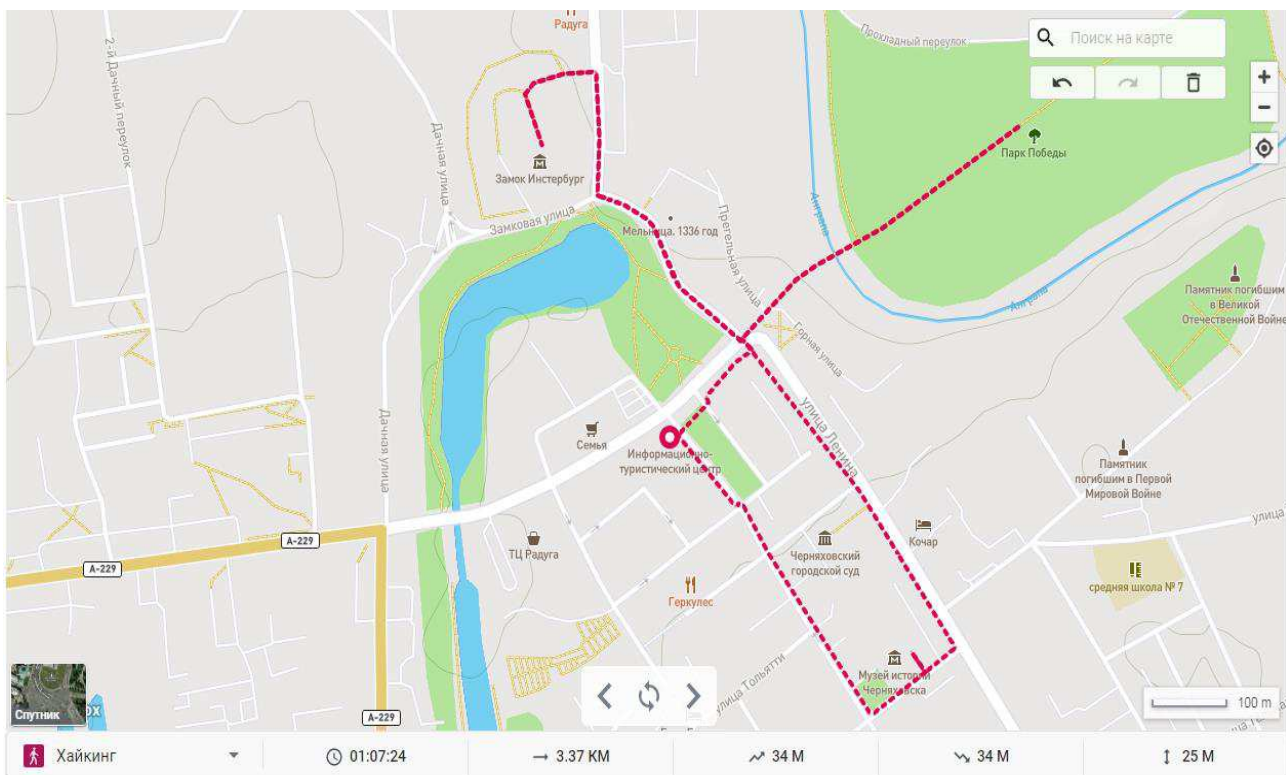 Радуга
Прохладный переулок
Поиск на карте
2-й Дачный переулок
Дачная улица
Парк Победы
Замок Инстербург
Замковая улица
Мельница. 1336 год
Прегельная улица
Анграпа
Анграпа
Памятник погибшим
в Великой
Отечественной Войне
Горная улица
Дачная улица
Семья
улица Ленина
Информационно-
туристический центр
Памятник
погибшим в Первой
Мировой Войне
улица
А-229
ТЦ Радуга
Черняховский
городской суд
Кочар
А-229
Геркулес
средняя школа № 7
Музей истории
Черняховска
улица Тольятти
Спутник
А-229
100 m
Хайкинг
01:07:24
3.37 KM
34 M
34 M
25 M